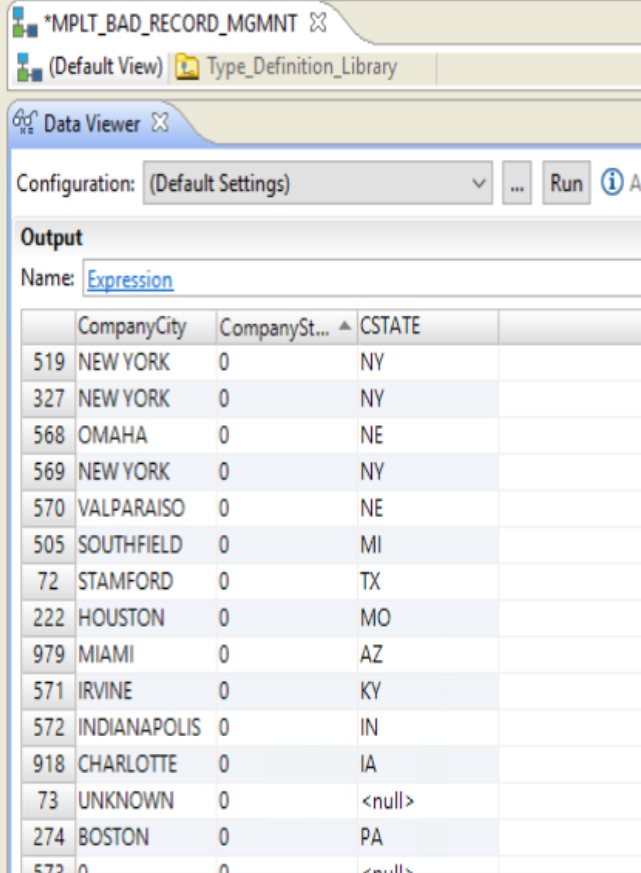 *MPLT_BAD_RECORD_MGMNT
(Default View) Type_Definition_Library
Data Viewer
Configuration: (Default Settings) ... Run A
Output
Name: Expression
CompanyCity CompanySt... CSTATE
519 NEW YORK 0 NY
327 NEW YORK 0 NY
568 OMAHA 0 NE
569 NEW YORK 0 NY
570 VALPARAISO 0 NE
505 SOUTHFIELD 0 MI
72 STAMFORD 0 TX
222 HOUSTON 0 MO
979 MIAMI 0 AZ
571 IRVINE 0 KY
572 INDIANAPOLIS 0 IN
918 CHARLOTTE 0 IA
73 UNKNOWN 0 <null>
274 BOSTON 0 PA
573 0 0 <null>